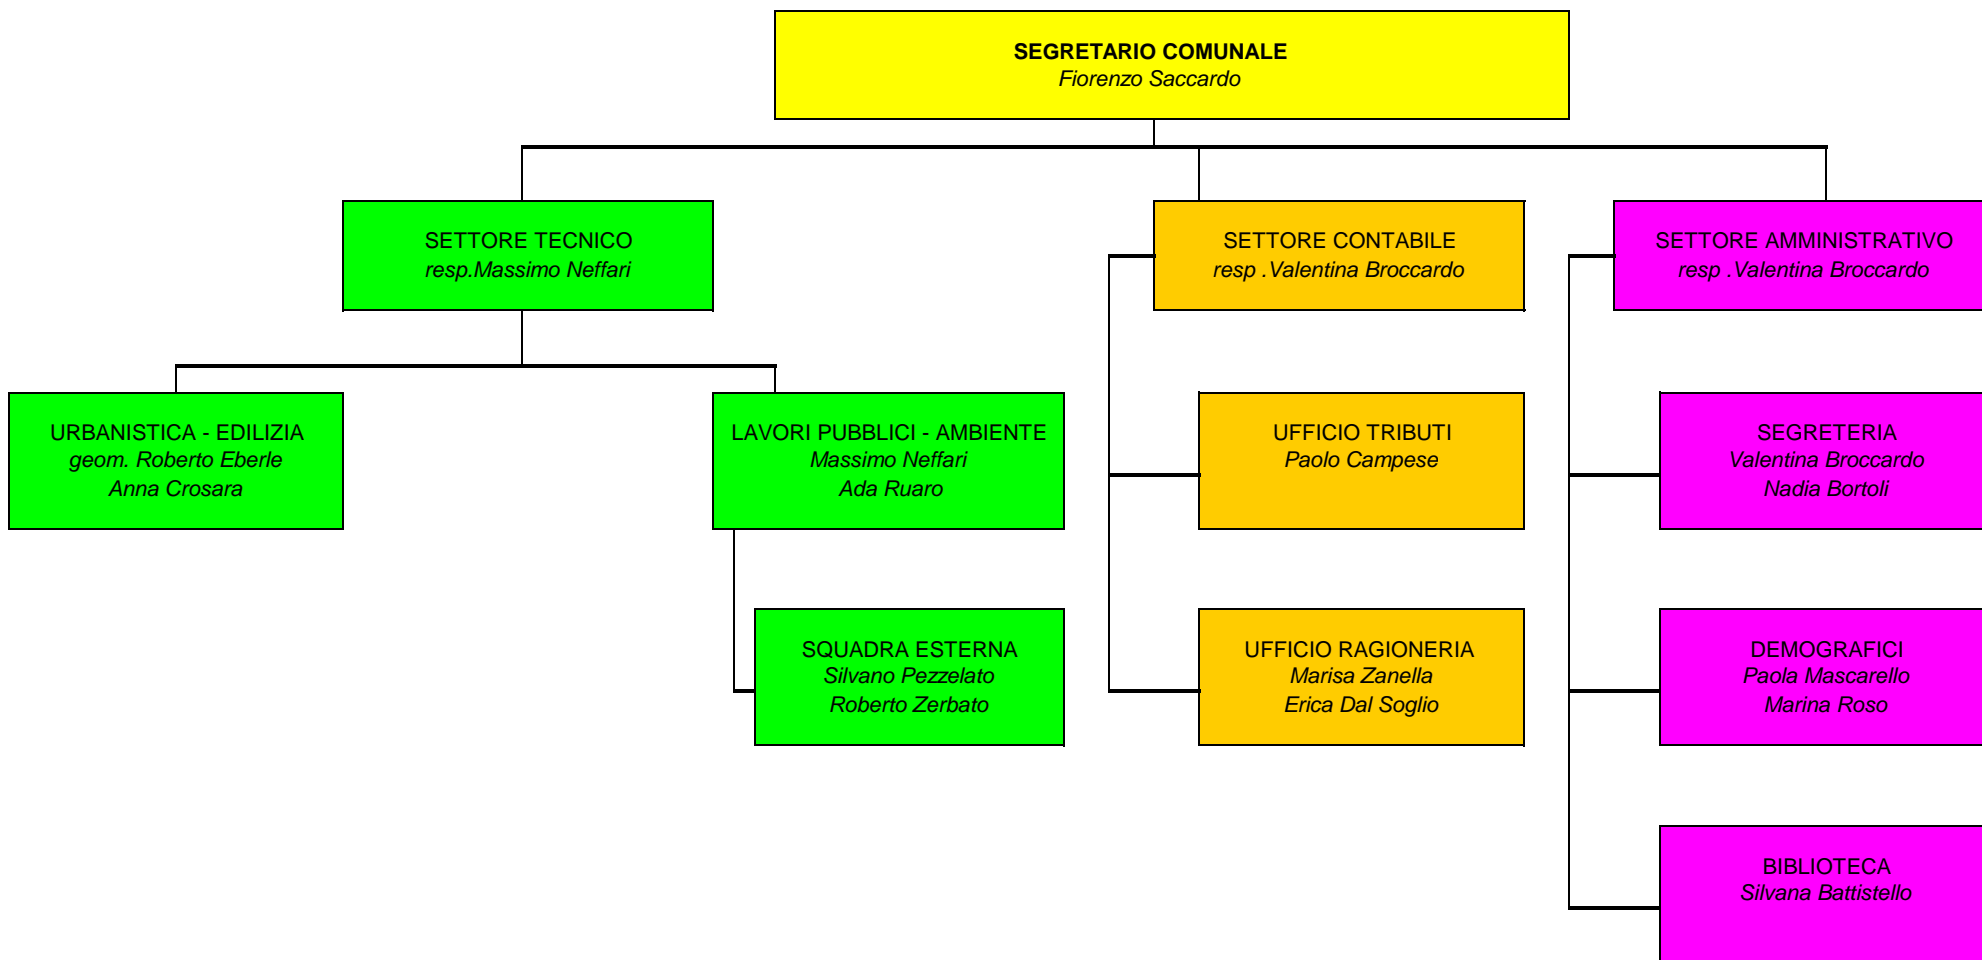 SEGRETARIO COMUNALE
Fiorenzo Saccardo
SETTORE TECNICO
resp.Massimo Neffari
SETTORE CONTABILE
resp .Valentina Broccardo
SETTORE AMMINISTRATIVO
resp .Valentina Broccardo
URBANISTICA - EDILIZIA
geom. Roberto Eberle
Anna Crosara
LAVORI PUBBLICI - AMBIENTE
Massimo Neffari
Ada Ruaro
UFFICIO TRIBUTI
Paolo Campese
SEGRETERIA
Valentina Broccardo
Nadia Bortoli
SQUADRA ESTERNA
Silvano Pezzelato
Roberto Zerbato
UFFICIO RAGIONERIA
Marisa Zanella
Erica Dal Soglio
DEMOGRAFICI
Paola Mascarello
Marina Roso
BIBLIOTECA
Silvana Battistello